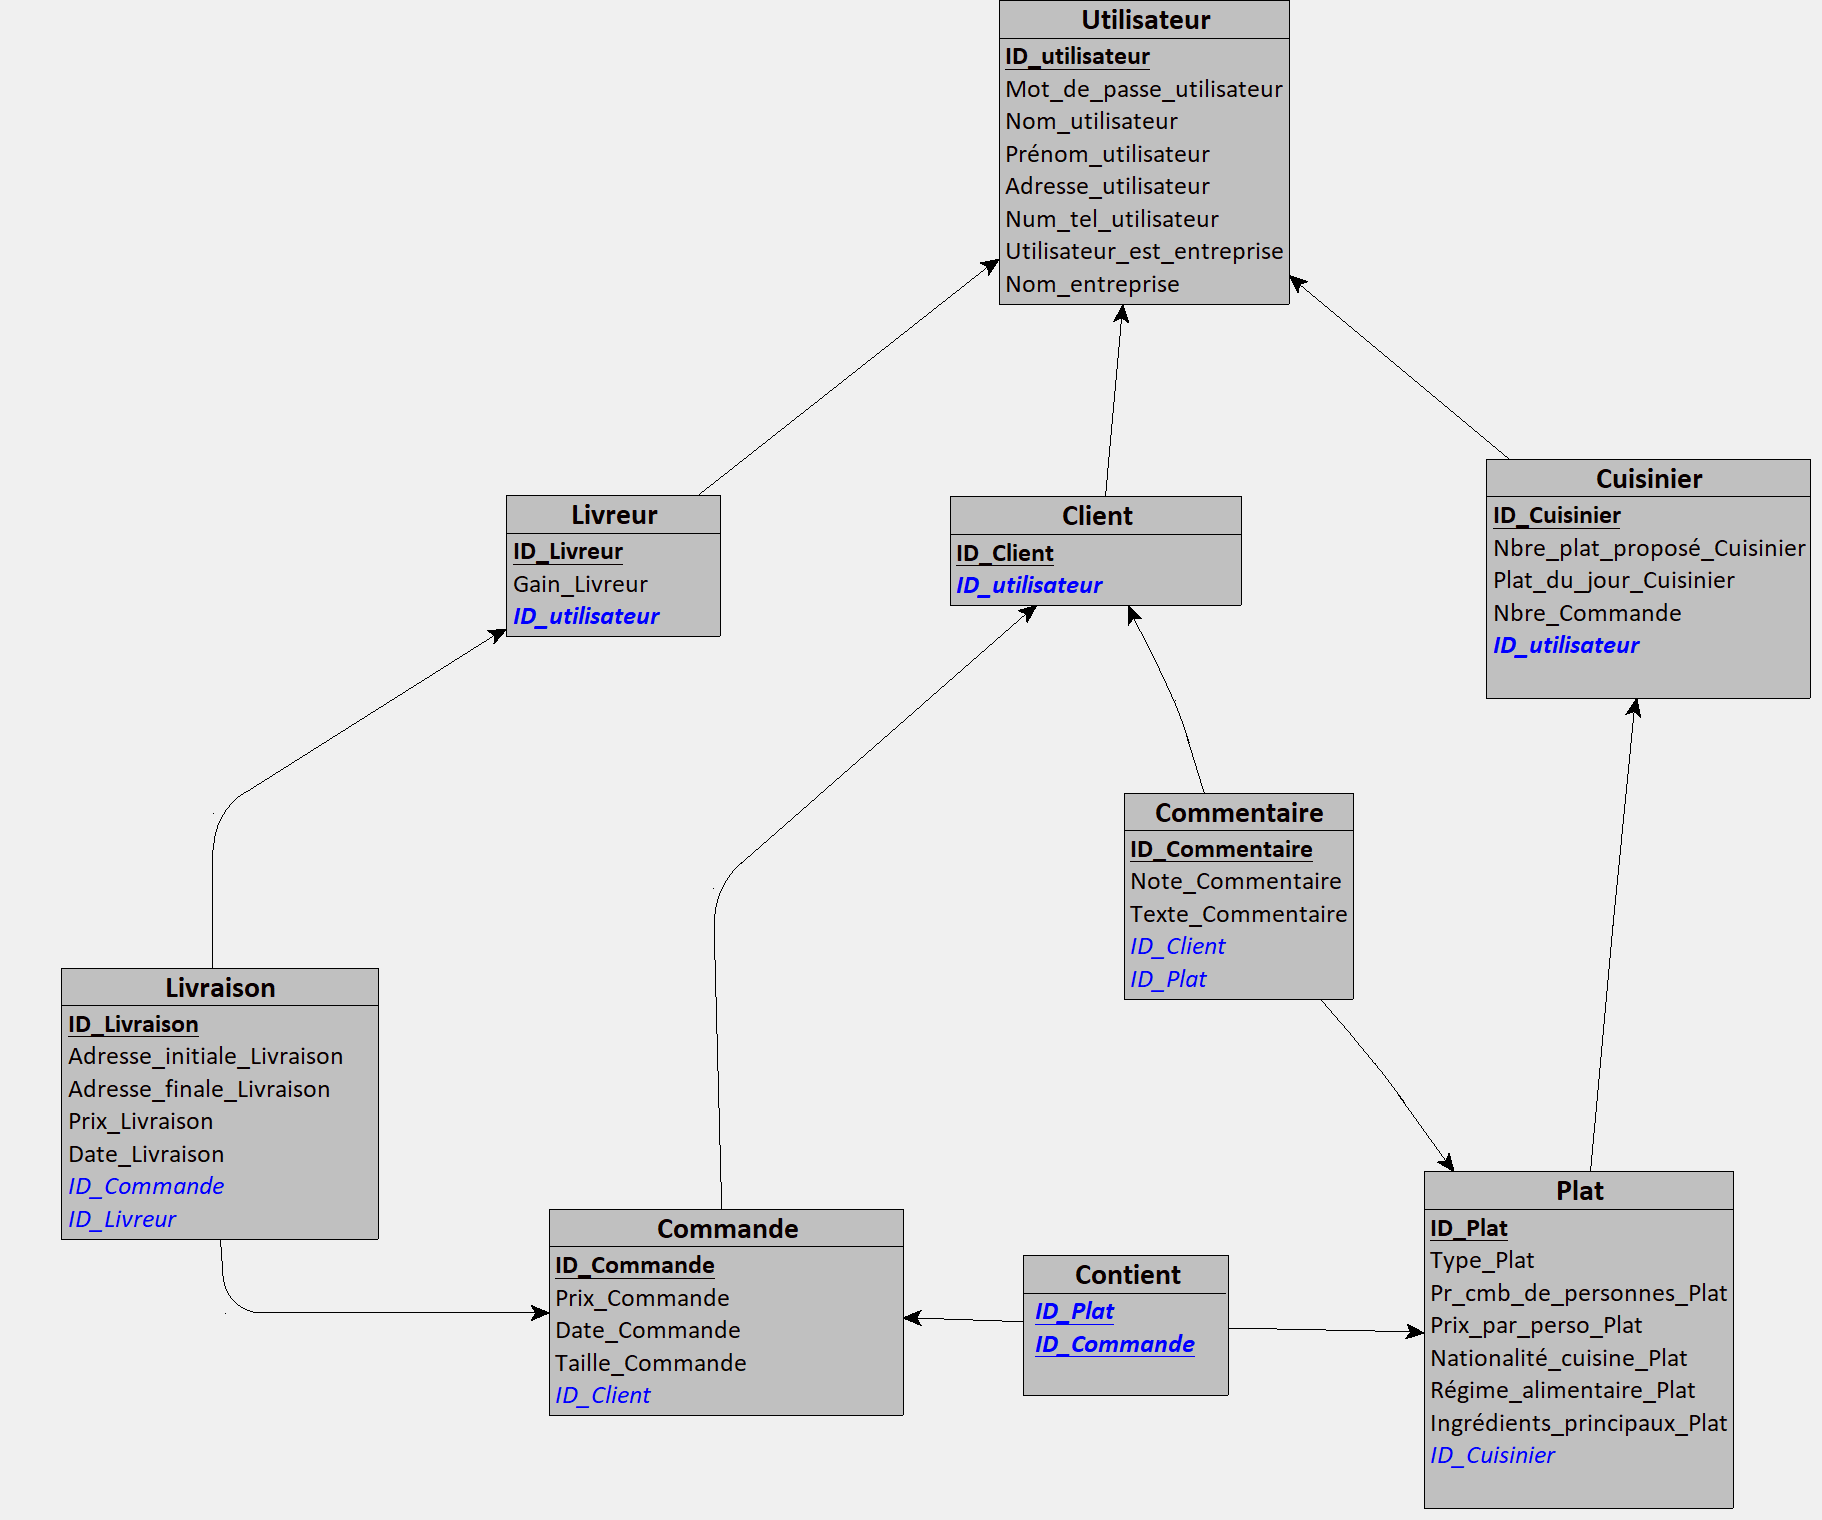 Utilisateur
ID_utilisateur
Mot_de_passe_utilisateur
Nom_utilisateur
Prénom_utilisateur
Adresse_utilisateur
Num_tel_utilisateur
Utilisateur_est_entreprise
Nom_entreprise
Livreur
ID_Livreur
Gain_Livreur
ID_utilisateur
Client
ID_Client
ID_utilisateur
Cuisinier
ID_Cuisinier
Nbre_plat_proposé_Cuisinier
Plat_du_jour_Cuisinier
Nbre_Commande
ID_utilisateur
Commentaire
ID_Commentaire
Note_Commentaire
Texte_Commentaire
ID_Client
ID_Plat
Livraison
ID_Livraison
Adresse_initiale_Livraison
Adresse_finale_Livraison
Prix_Livraison
Date_Livraison
ID_Commande
ID_Livreur
Commande
ID_Commande
Prix_Commande
Date_Commande
Taille_Commande
ID_Client
Contient
ID_Plat
ID_Commande
Plat
ID_Plat
Type_Plat
Pr_cmb_de_personnes_Plat
Prix_par_perso_Plat
Nationalité_cuisine_Plat
Régime_alimentaire_Plat
Ingrédients_principaux_Plat
ID_Cuisinier